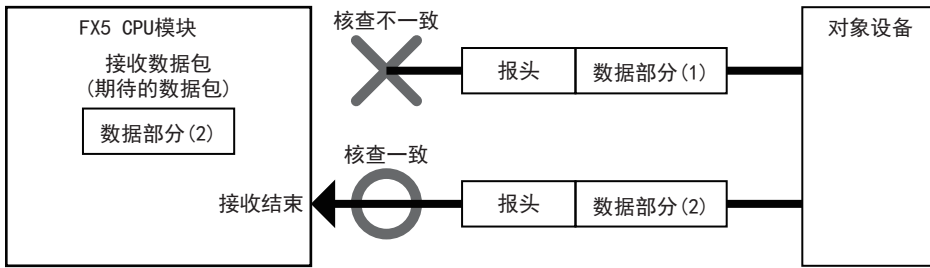 FX5 CPU模块
接收数据包
(期待的数据包)
数据部分(2)
接收结束
核查不一致
报头
数据部分(1)
核查一致
报头
数据部分(2)
对象设备